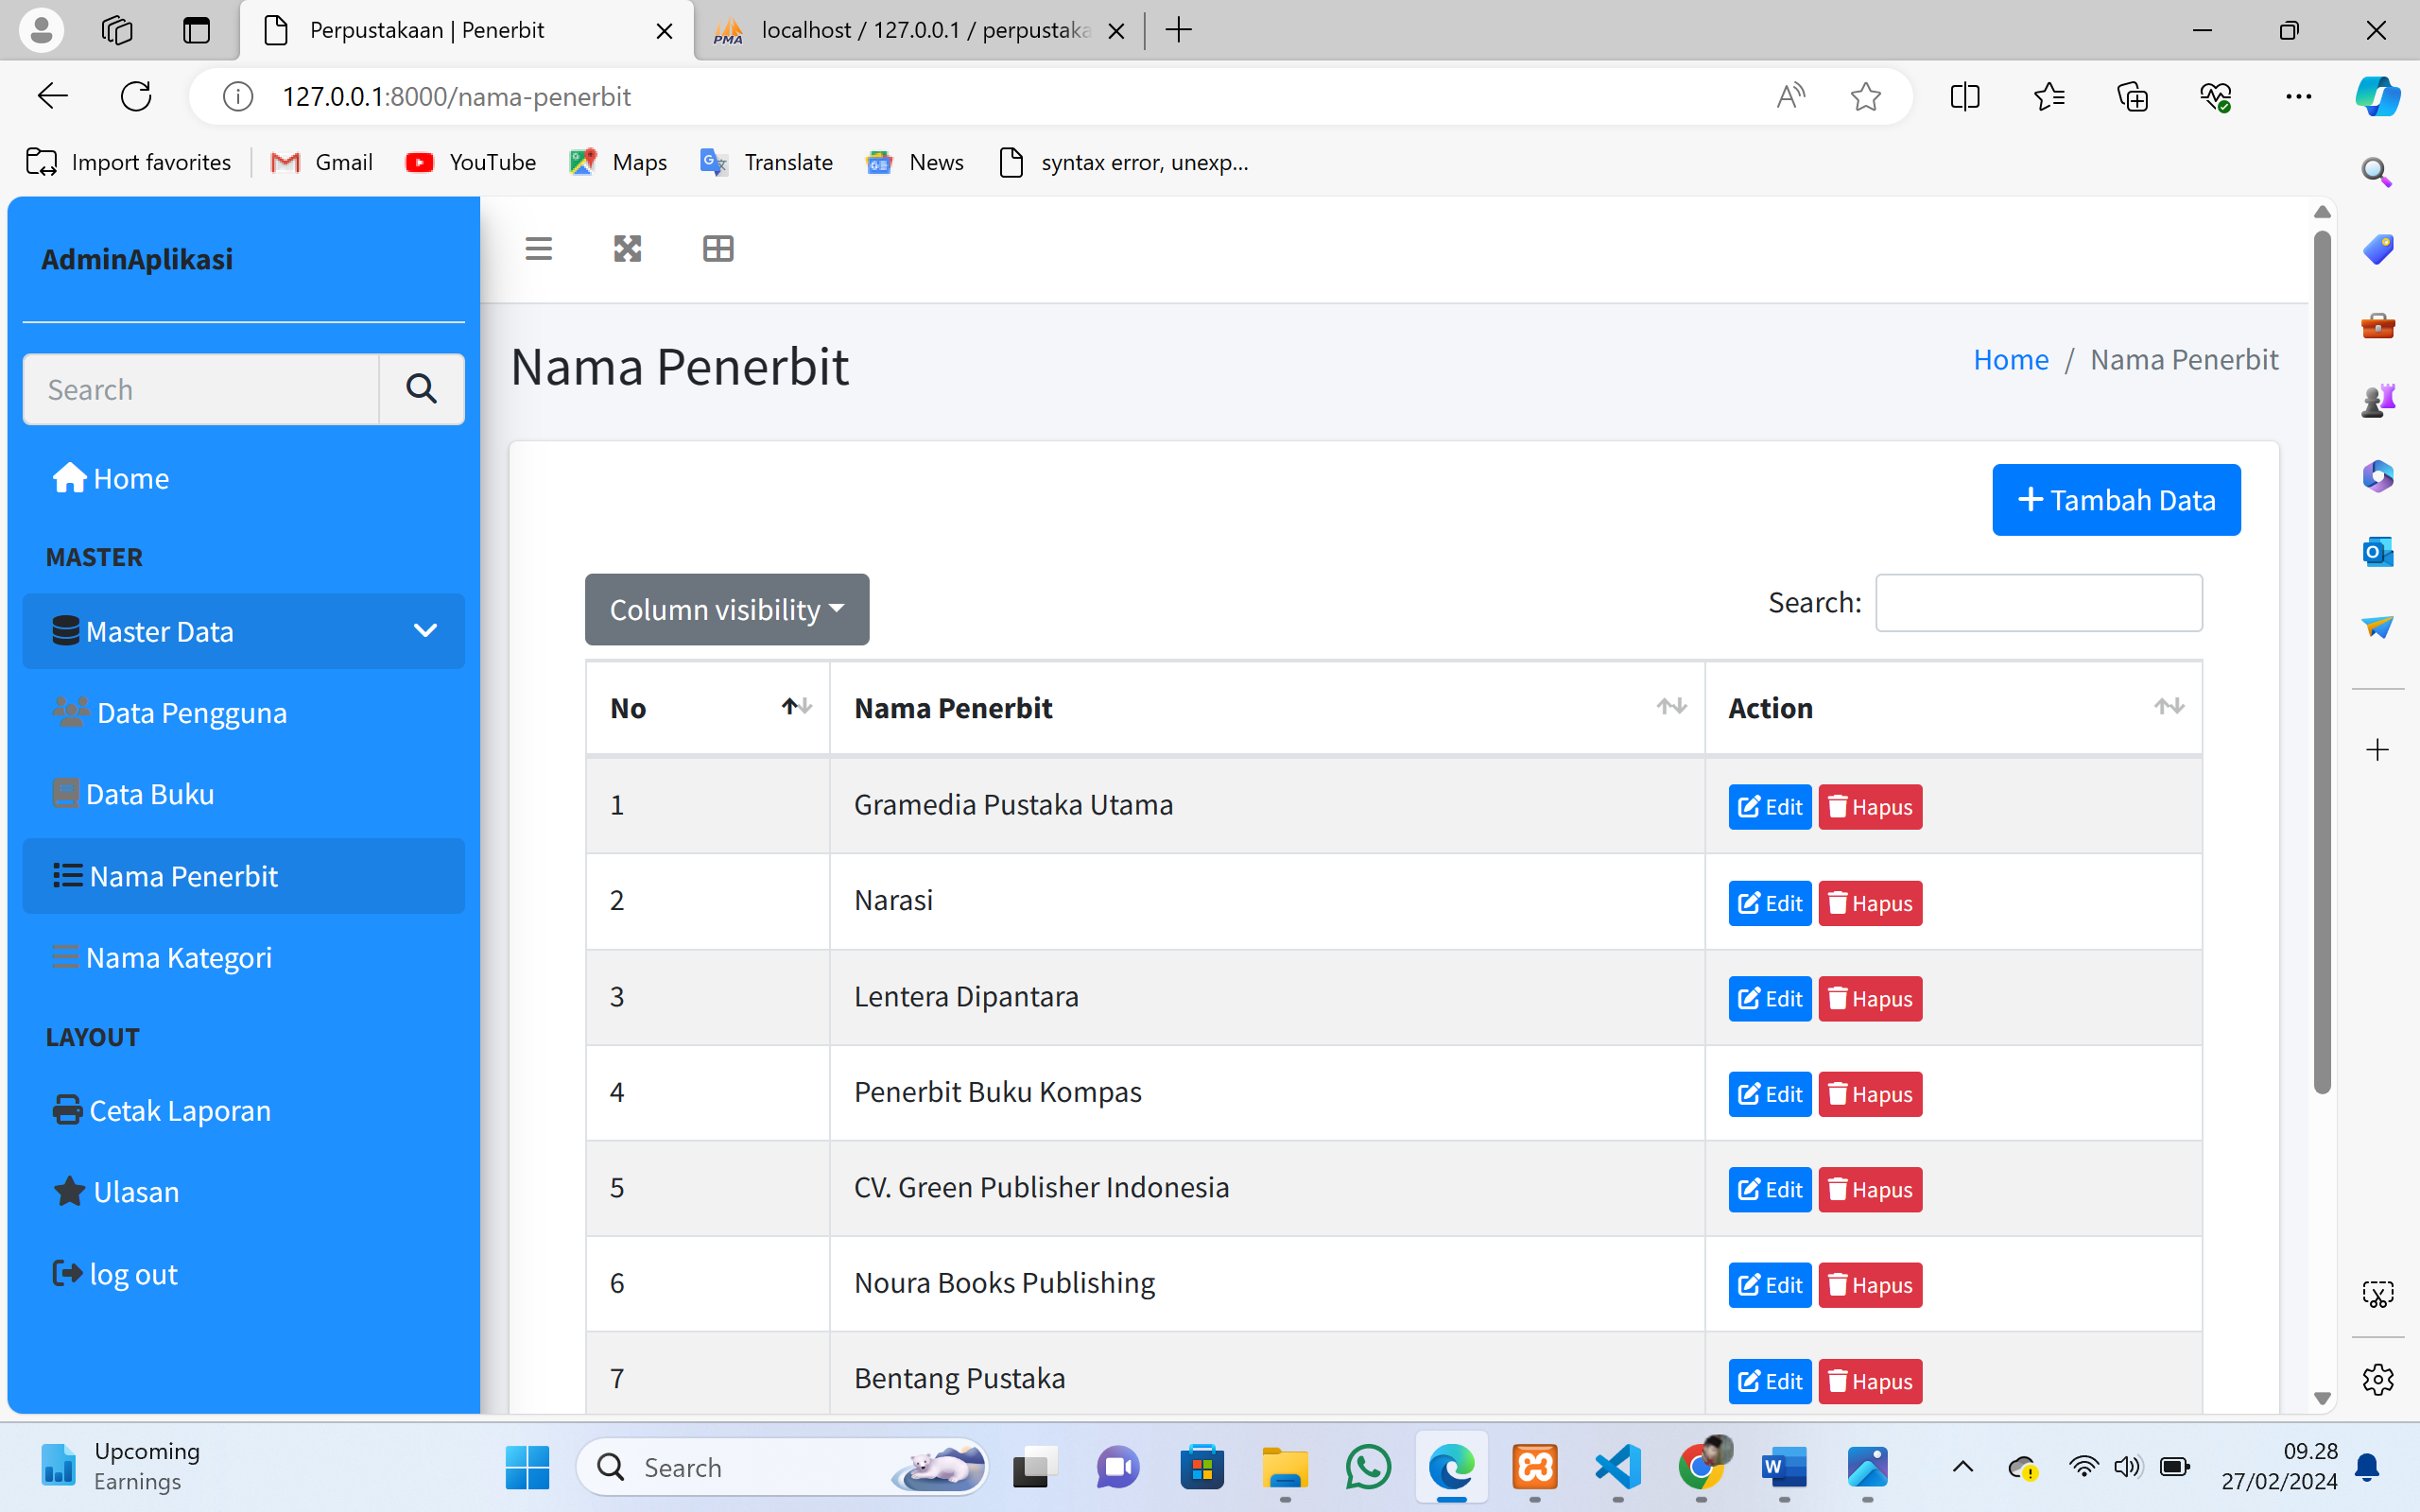 Perpustakaan | Penerbit
PMA localhost / 127.0.0.1 / perpustaka
127.0.0.1:8000/nama-penerbit
Import favorites Gmail YouTube Maps Translate News syntax error, unexp...
AdminAplikasi
Search
Home
MASTER
Master Data
Data Pengguna
Data Buku
Nama Penerbit
Nama Kategori
LAYOUT
Cetak Laporan
Ulasan
log out
Nama Penerbit
Home / Nama Penerbit
Tambah Data
Column visibility
Search:
No Nama Penerbit Action
1 Gramedia Pustaka Utama Edit Hapus
2 Narasi Edit Hapus
3 Lentera Dipantara Edit Hapus
4 Penerbit Buku Kompas Edit Hapus
5 CV. Green Publisher Indonesia Edit Hapus
6 Noura Books Publishing Edit Hapus
7 Bentang Pustaka Edit Hapus
Upcoming
Earnings
Search
09.28
27/02/2024